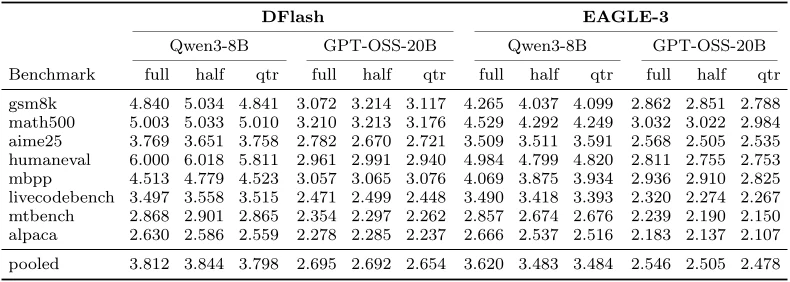 DFlash EAGLE-3
Qwen3-8B GPT-OSS-20B Qwen3-8B GPT-OSS-20B
Benchmark full half qtr full half qtr full half qtr full half qtr
gsm8k 4.840 5.034 4.841 3.072 3.214 3.117 4.265 4.037 4.099 2.862 2.851 2.788
math500 5.003 5.033 5.010 3.210 3.213 3.176 4.529 4.292 4.249 3.032 3.022 2.984
aime25 3.769 3.651 3.758 2.782 2.670 2.721 3.509 3.511 3.591 2.568 2.505 2.535
humaneval 6.000 6.018 5.811 2.961 2.991 2.940 4.984 4.799 4.820 2.811 2.755 2.753
mbpp 4.513 4.779 4.523 3.057 3.065 3.076 4.069 3.875 3.934 2.936 2.910 2.825
livecodebench 3.497 3.558 3.515 2.471 2.499 2.448 3.490 3.418 3.393 2.320 2.274 2.267
mtbench 2.868 2.901 2.865 2.354 2.297 2.262 2.857 2.674 2.676 2.239 2.190 2.150
alpaca 2.630 2.586 2.559 2.278 2.285 2.237 2.666 2.537 2.516 2.183 2.137 2.107
pooled 3.812 3.844 3.798 2.695 2.692 2.654 3.620 3.483 3.484 2.546 2.505 2.478